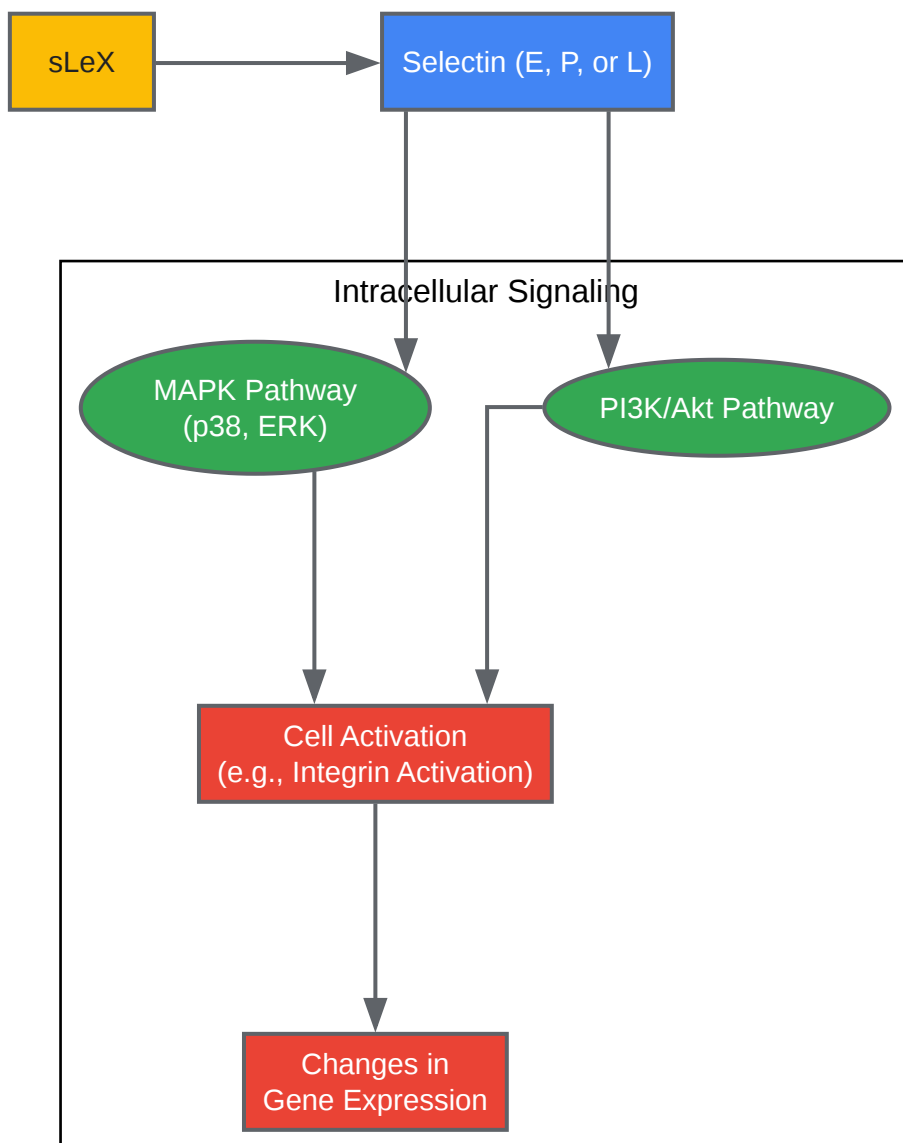 sLeX
Selectin (E, P, or L)
Intracellular Signaling
MAPK Pathway
(p38, ERK)
PI3K/Akt Pathway
Cell Activation
(e.g., Integrin Activation)
Changes in
Gene Expression